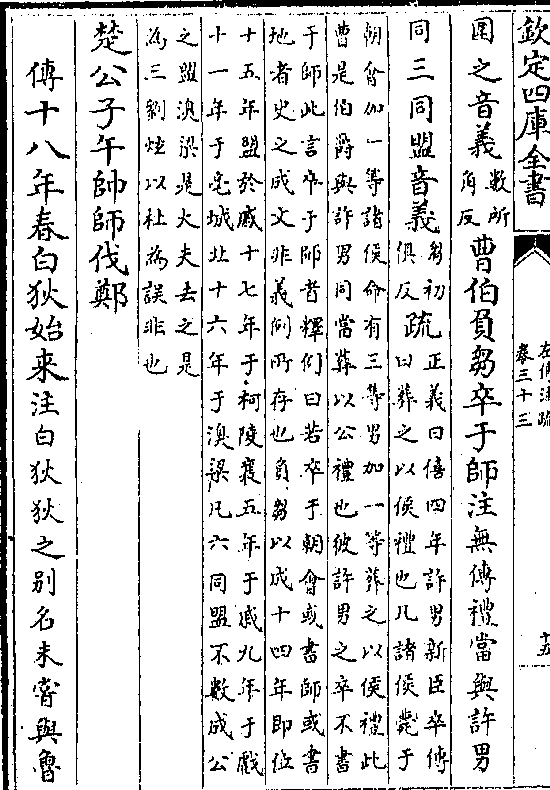 欽定四庫全書
左傳注疏
卷三十三
十五
圍之音義數所角反曹伯負芻卒于師注無傳禮當與許男
同三同盟音義芻初俱反疏正義曰僖四年許男新臣卒傳
曰葬之以侯禮也凡諸侯薨于
朝會加一等諸侯命有三等男加一等葬之以侯禮此
曹是伯爵與許男同當葬以公禮也彼許男之卒不書
于師此言卒于師者釋例曰若卒于朝會或書師或書
地者史之成文非義例所存也負芻以成十四年即位
十五年盟於戚十七年于柯陵襄五年于戚九年于戲
十一年于亳城北十六年于溴梁凡六同盟不數成公
之盟溴梁是大夫去之是
為三劉炫以杜為誤非也
楚公子午帥師伐鄭
傳十八年春白狄始来注白狄狄之别名未嘗與魯